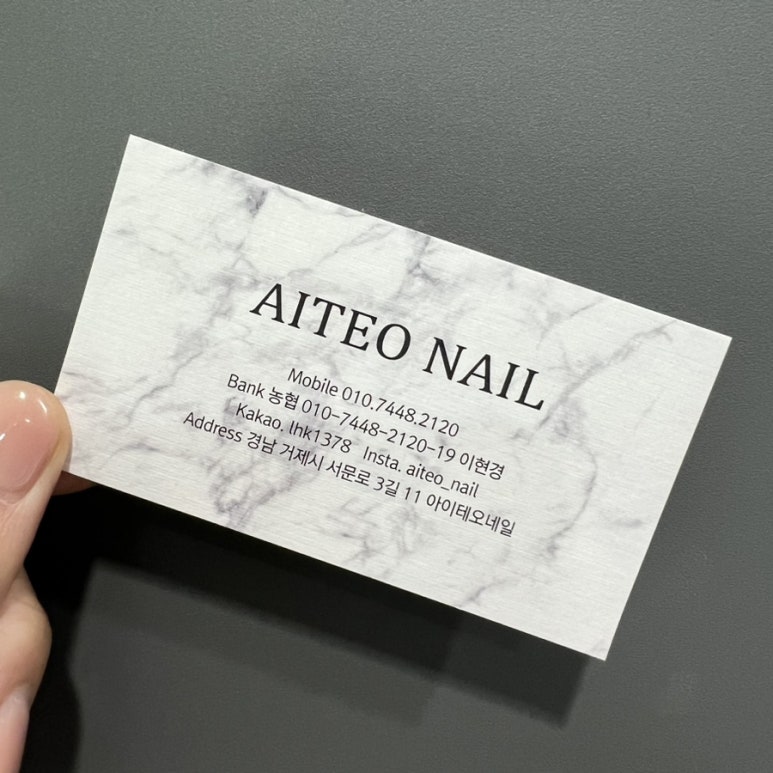 AITEO NAIL
Mobile 010.7448.2120
Bank 농협 010-7448-2120-19 이현경
Kakao. lhk1378 Insta. aiteo_nail
Address 경남 거제시 서문로 3길 11 아이테오네일